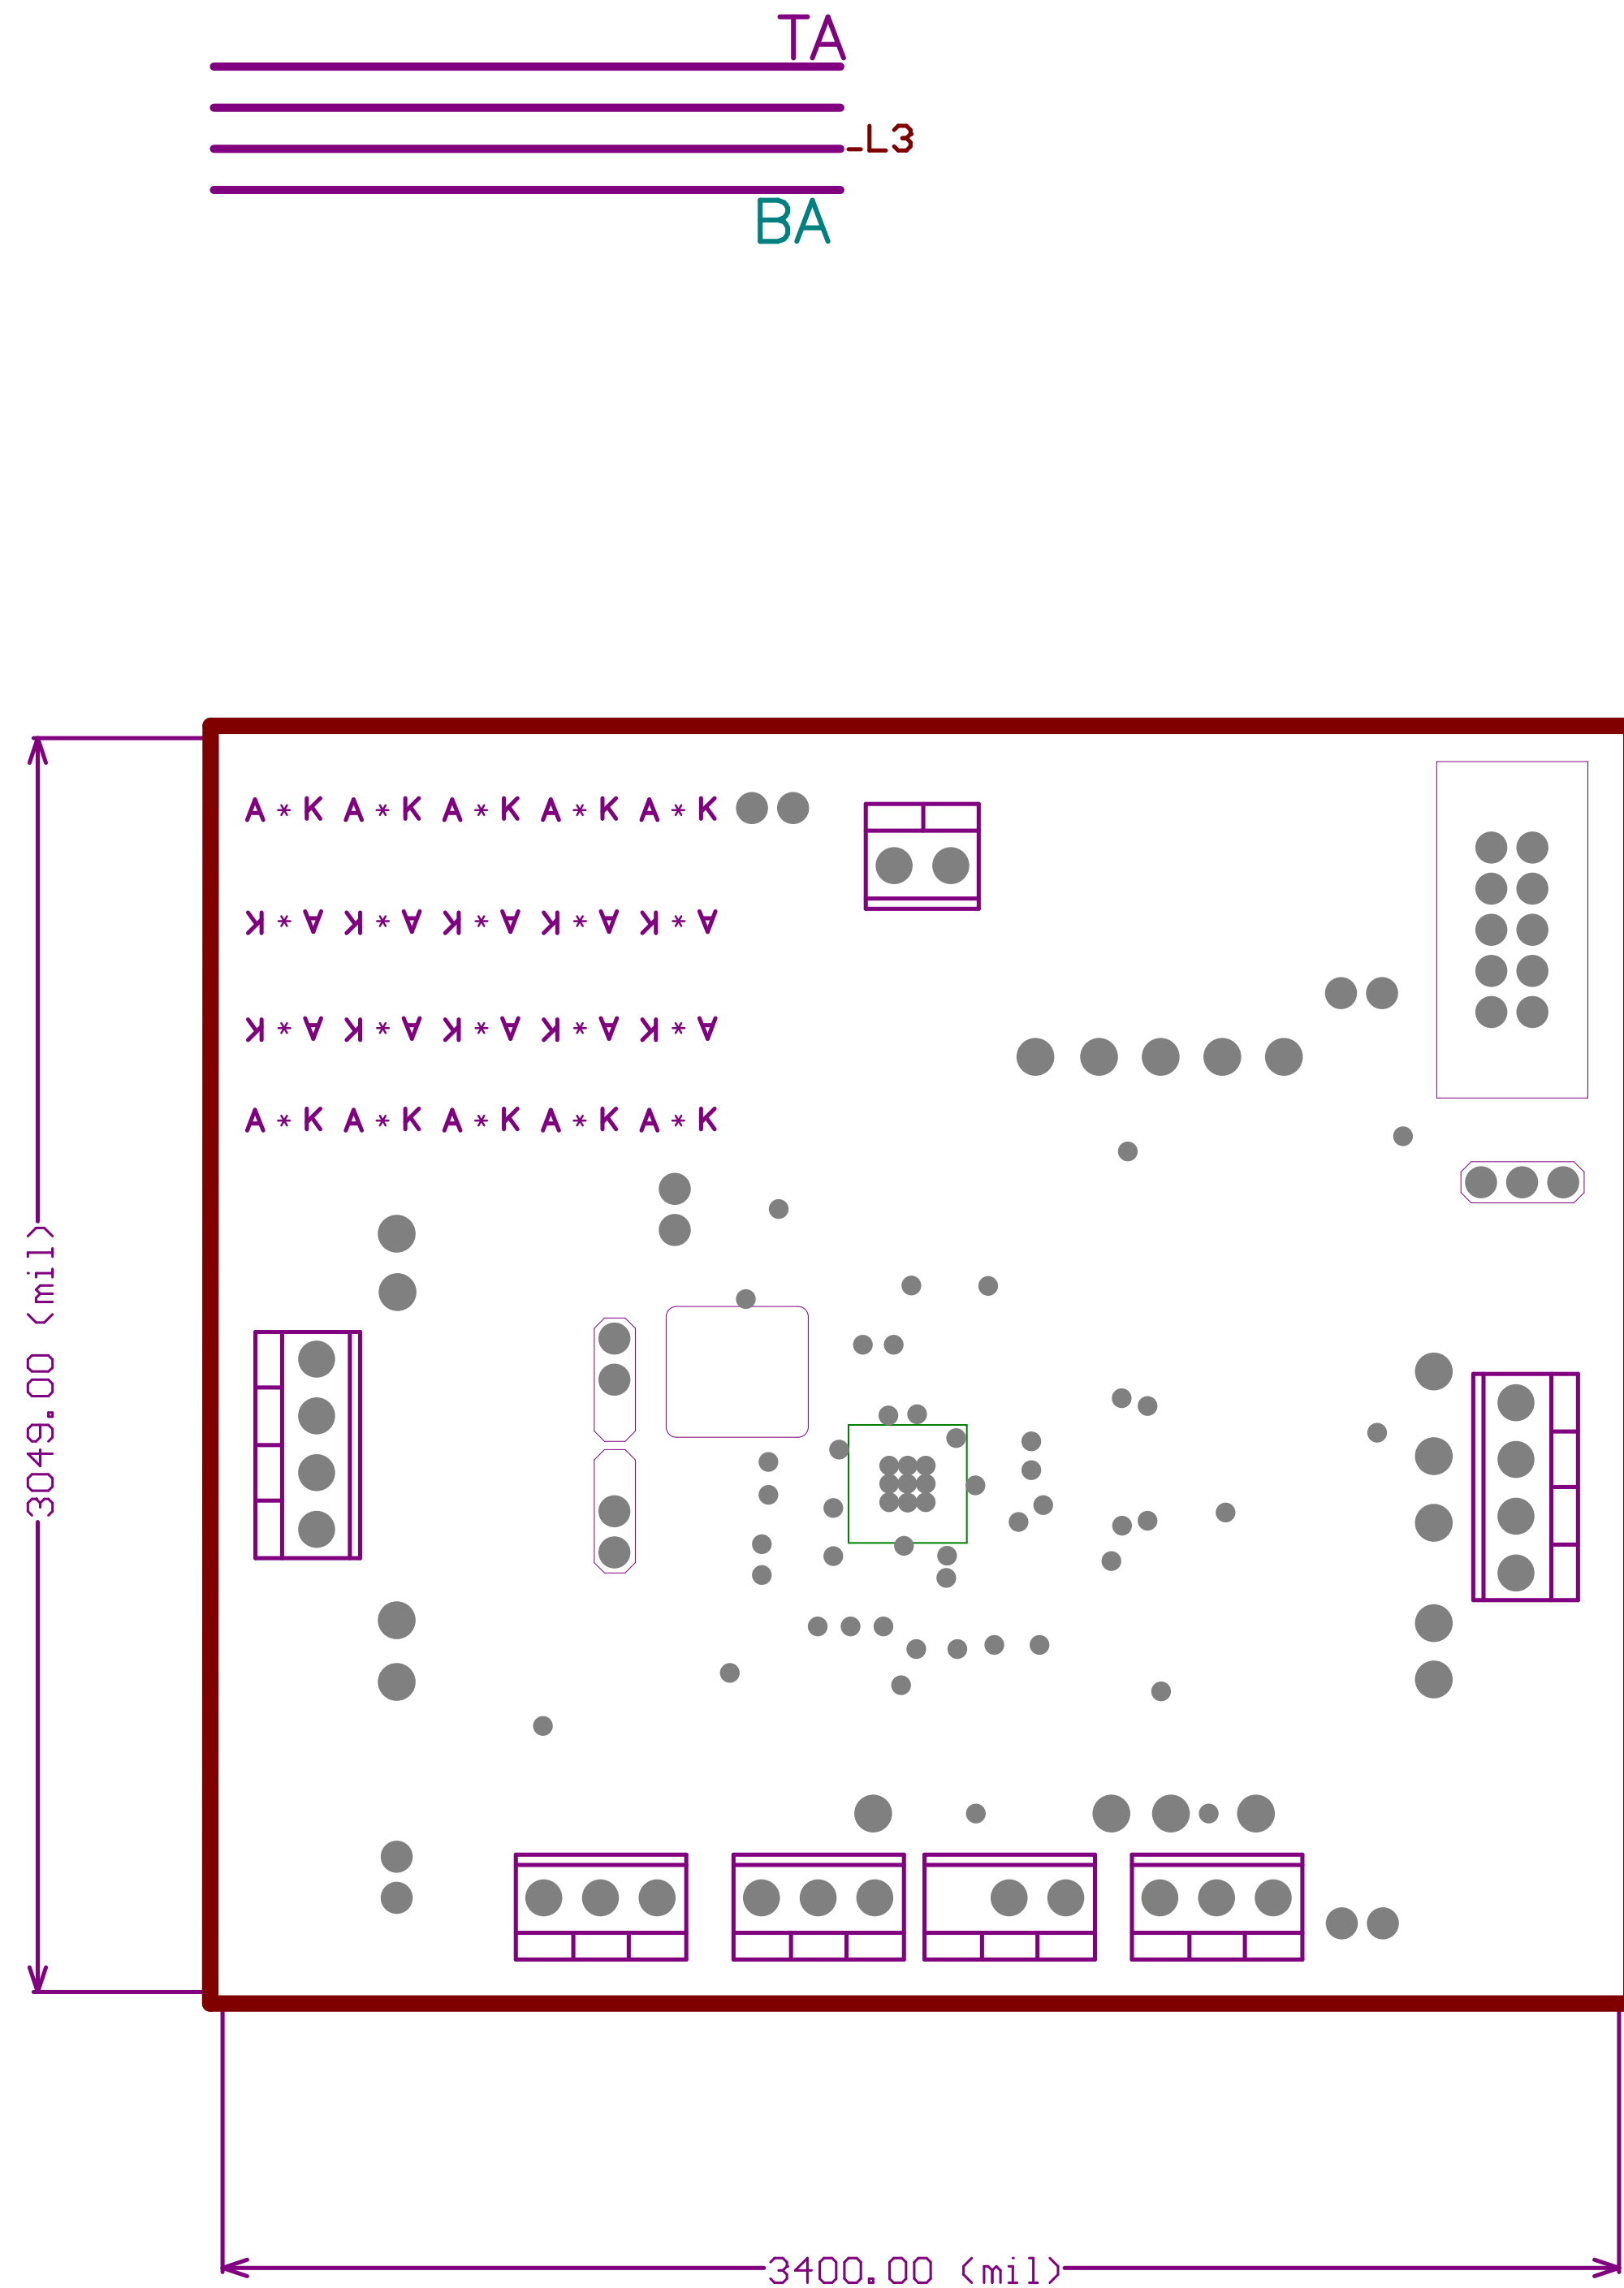 TA
-L3
BA
A*K A*K A*K A*K A*K
K*A K*A K*A K*A K*A
K*A K*A K*A K*A K*A
A*K A*K A*K A*K A*K
3049.00 (mil)
3400.00 (mil)